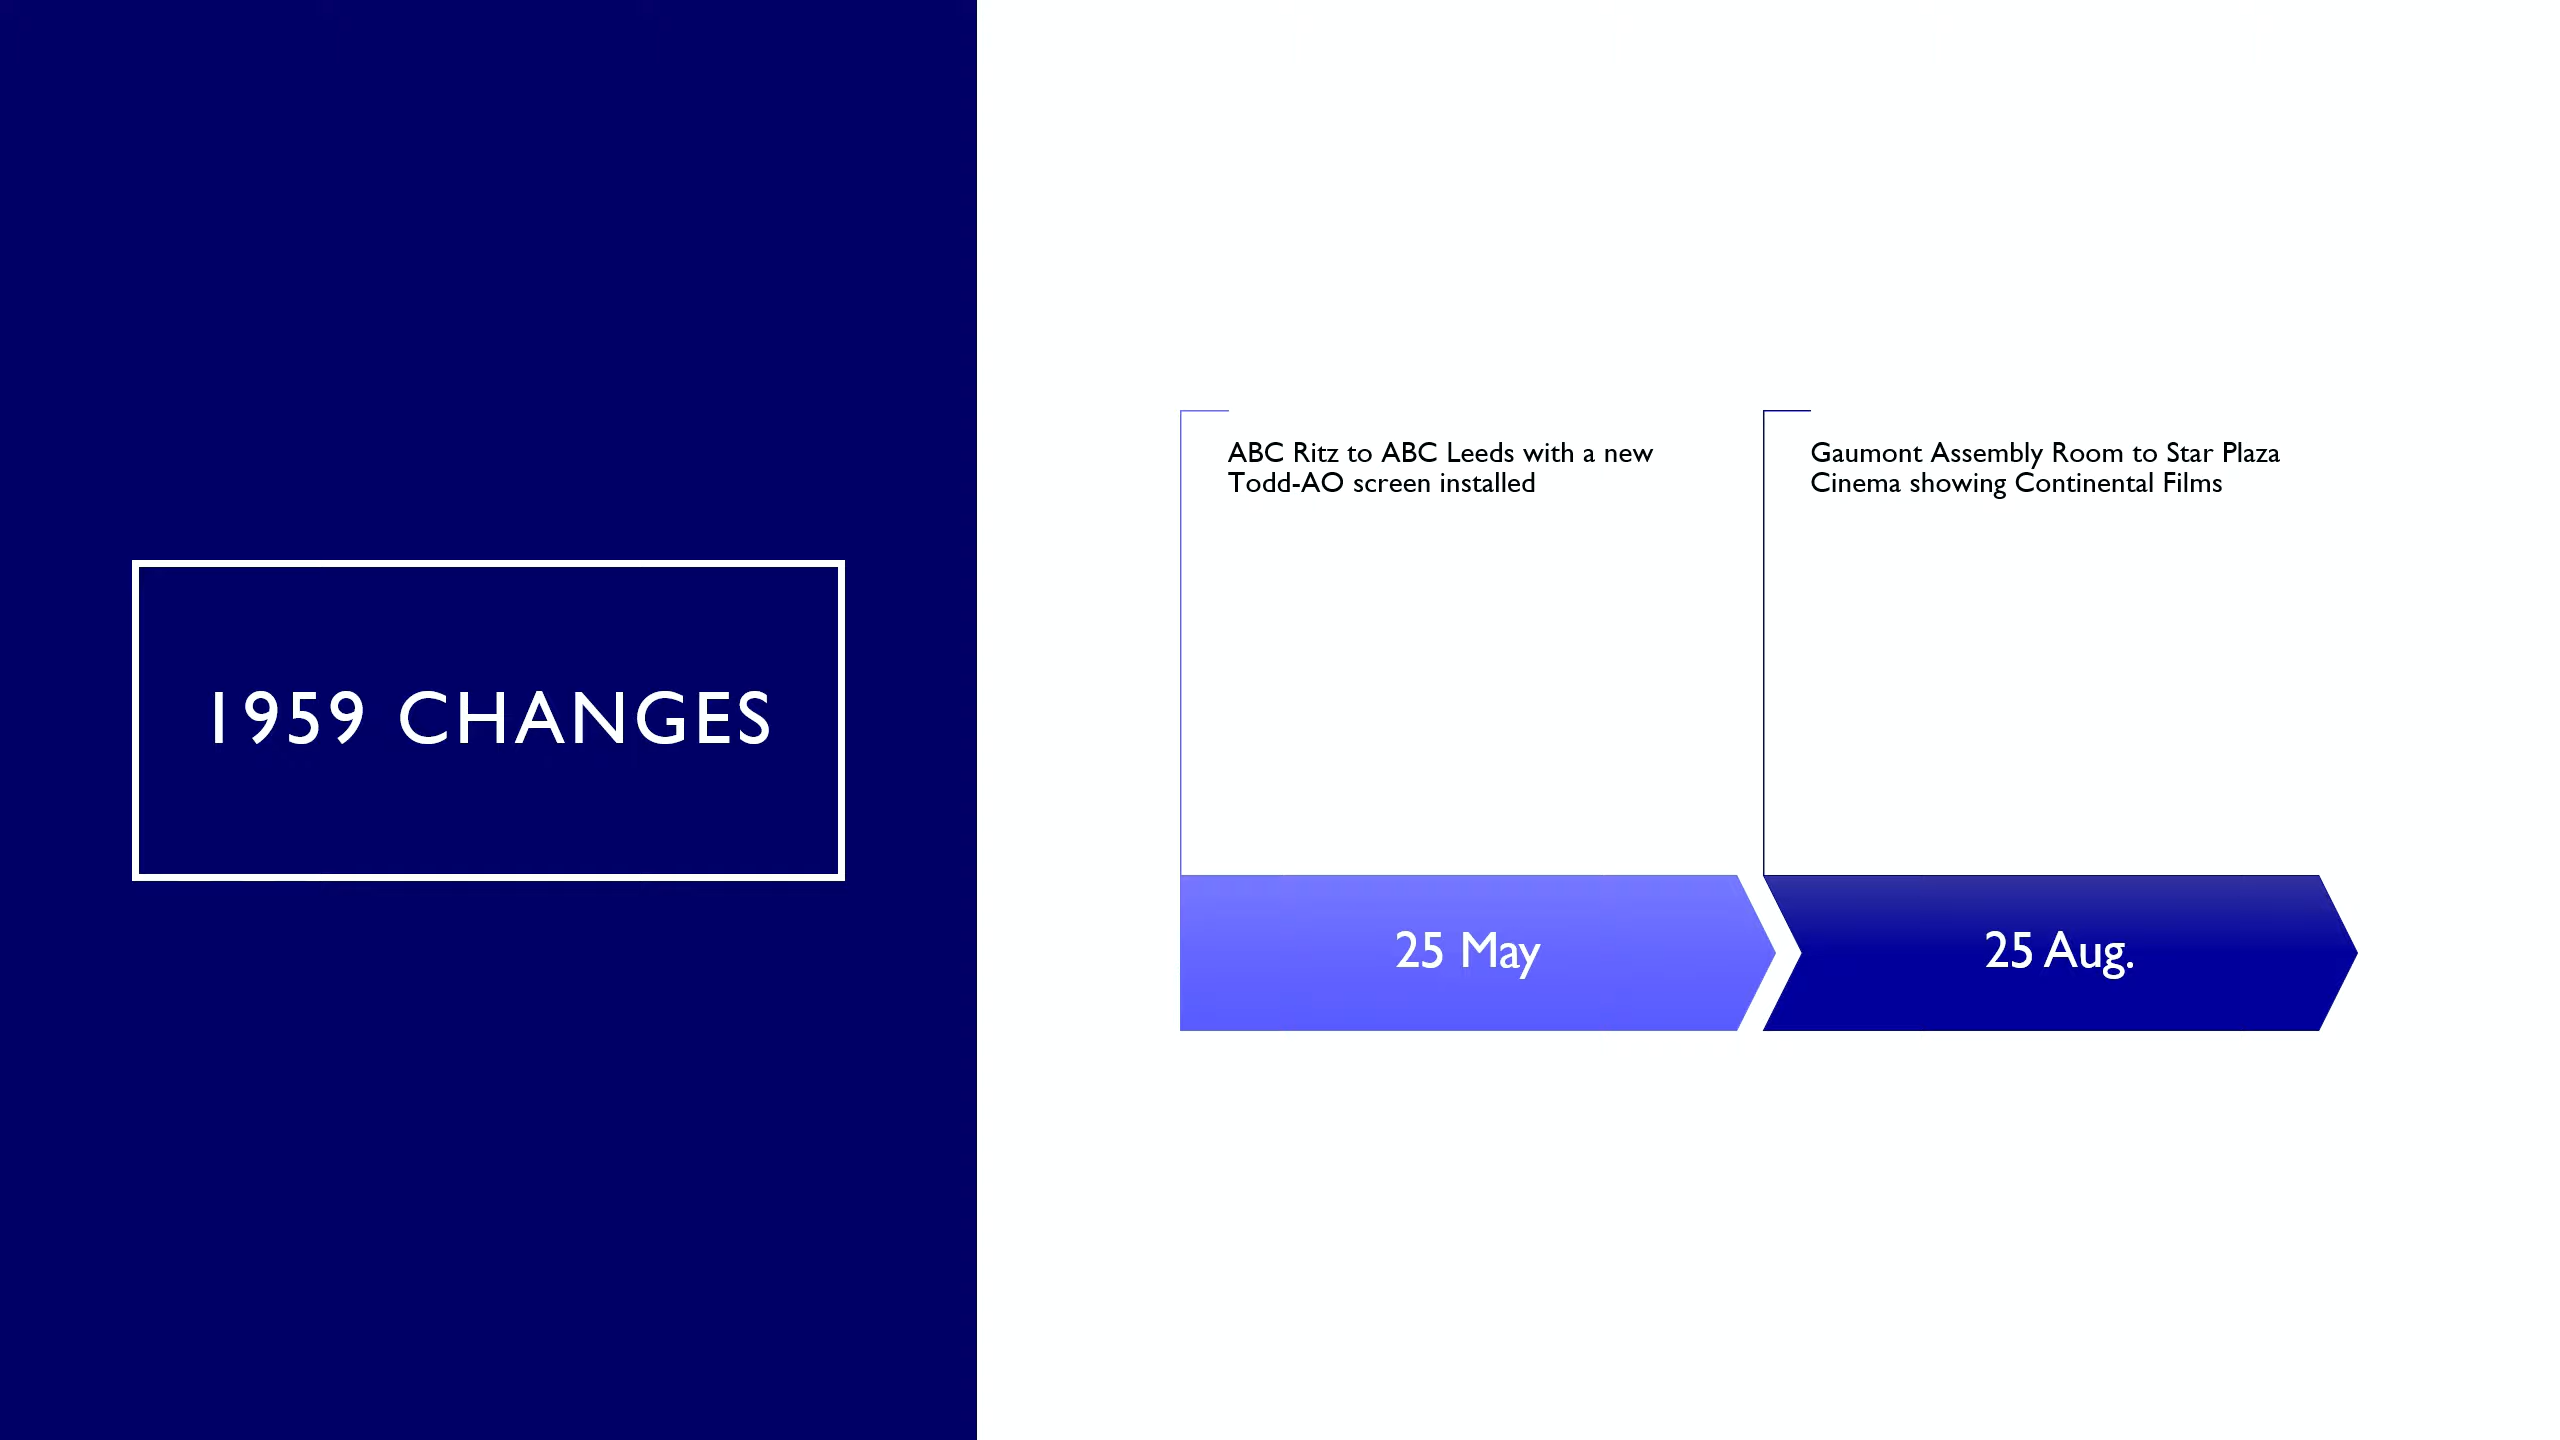 1959 CHANGES
ABC Ritz to ABC Leeds with a new
Todd-AO screen installed
25 May
Gaumont Assembly Room to Star Plaza
Cinema showing Continental Films
25 Aug.